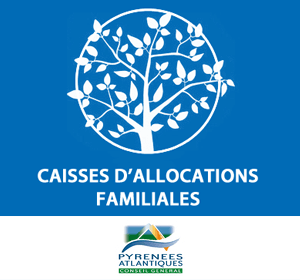 CAISSES D'ALLOCATIONS
FAMILIALES
PYRENEES
ATLANTIQUES
CONSEIL GENERAL